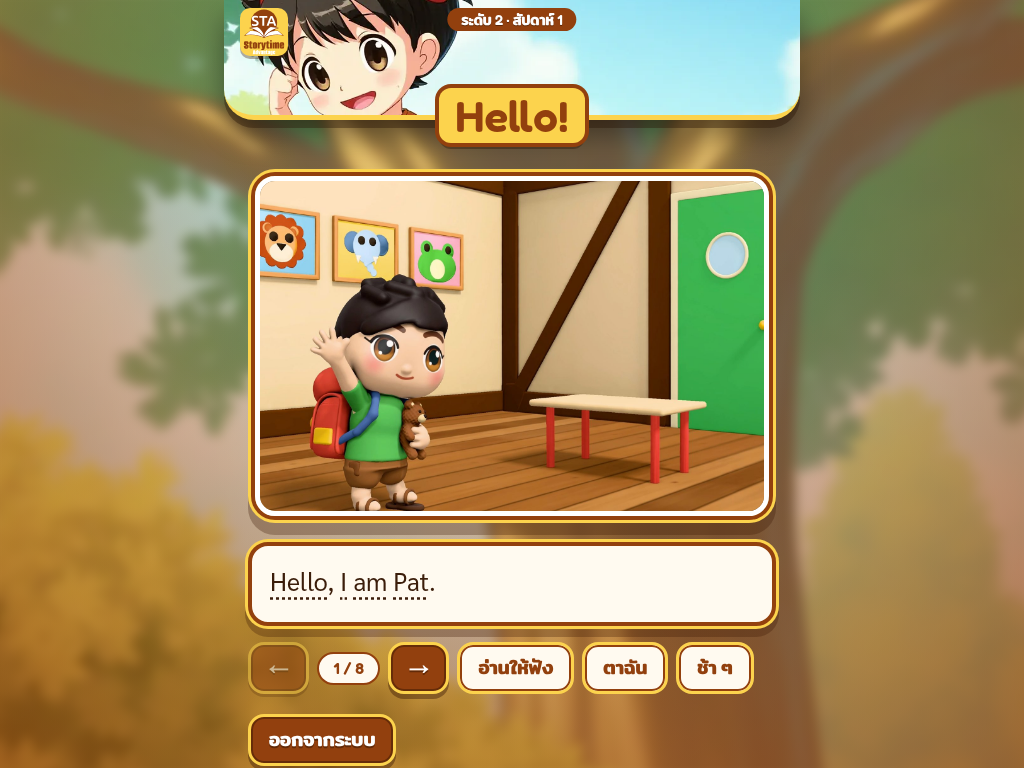 STA
Storytime
ระดับ 2 · สัปดาห์ 1
Hello!
Hello, I am Pat.
←
1 / 8
→
อ่านให้ฟัง
ตาฉัน
ช้า ๆ
ออกจากระบบ